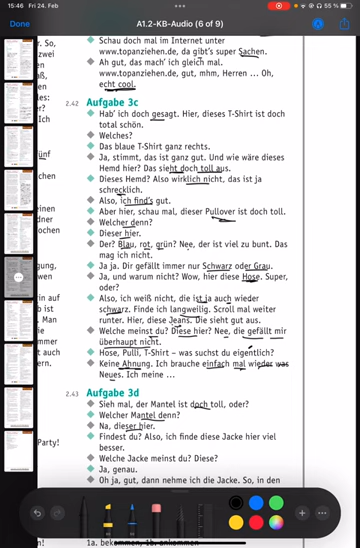 15:46 Fri 24. Feb 55 %
Done A1.2-KB-Audio (6 of 9)
Schau doch mal im Internet unter
www.topanziehen.de, da gibt's super Sachen.
Ah gut, das mach' ich gleich mal.
www.topanziehen.de, gut, mhm, Herren ... Oh,
echt cool.
2.42 Aufgabe 3c
Hab' ich doch gesagt. Hier, dieses T-Shirt ist doch
total schön.
Welches?
Das blaue T-Shirt ganz rechts.
Ja, stimmt, das ist ganz gut. Und wie wäre dieses
Hemd hier? Das sieht doch toll aus.
Dieses Hemd? Also wirklich nicht, das ist ja
schrecklich.
Also, ich find's gut.
Aber hier, schau mal, dieser Pullover ist doch toll.
Welcher denn?
Dieser hier.
Der? Blau, rot, grün? Nee, der ist viel zu bunt. Das
mag ich nicht.
Ja ja. Dir gefällt immer nur Schwarz oder Grau.
Ja, und warum nicht? Wow, hier diese Hose. Super,
oder?
Also, ich weiß nicht, die ist ja auch wieder
schwarz. Finde ich langweilig. Scroll mal weiter
runter. Hier, diese Jeans. Die sieht gut aus.
Welche meinst du? Diese hier? Nee, die gefällt mir
überhaupt nicht.
Hose, Pulli, T-Shirt – was suchst du eigentlich?
Keine Ahnung. Ich brauche einfach mal wieder was
Neues. Ich meine ...
2.43 Aufgabe 3d
Sieh mal, der Mantel ist doch toll, oder?
Welcher Mantel denn?
Na, dieser hier.
Findest du? Also, ich finde diese Jacke hier viel
besser.
Welche Jacke meinst du? Diese?
Ja, genau.
Oh ja, gut, dann nehme ich die Jacke. So, in den
1a. bekommen, 1b. ankommen